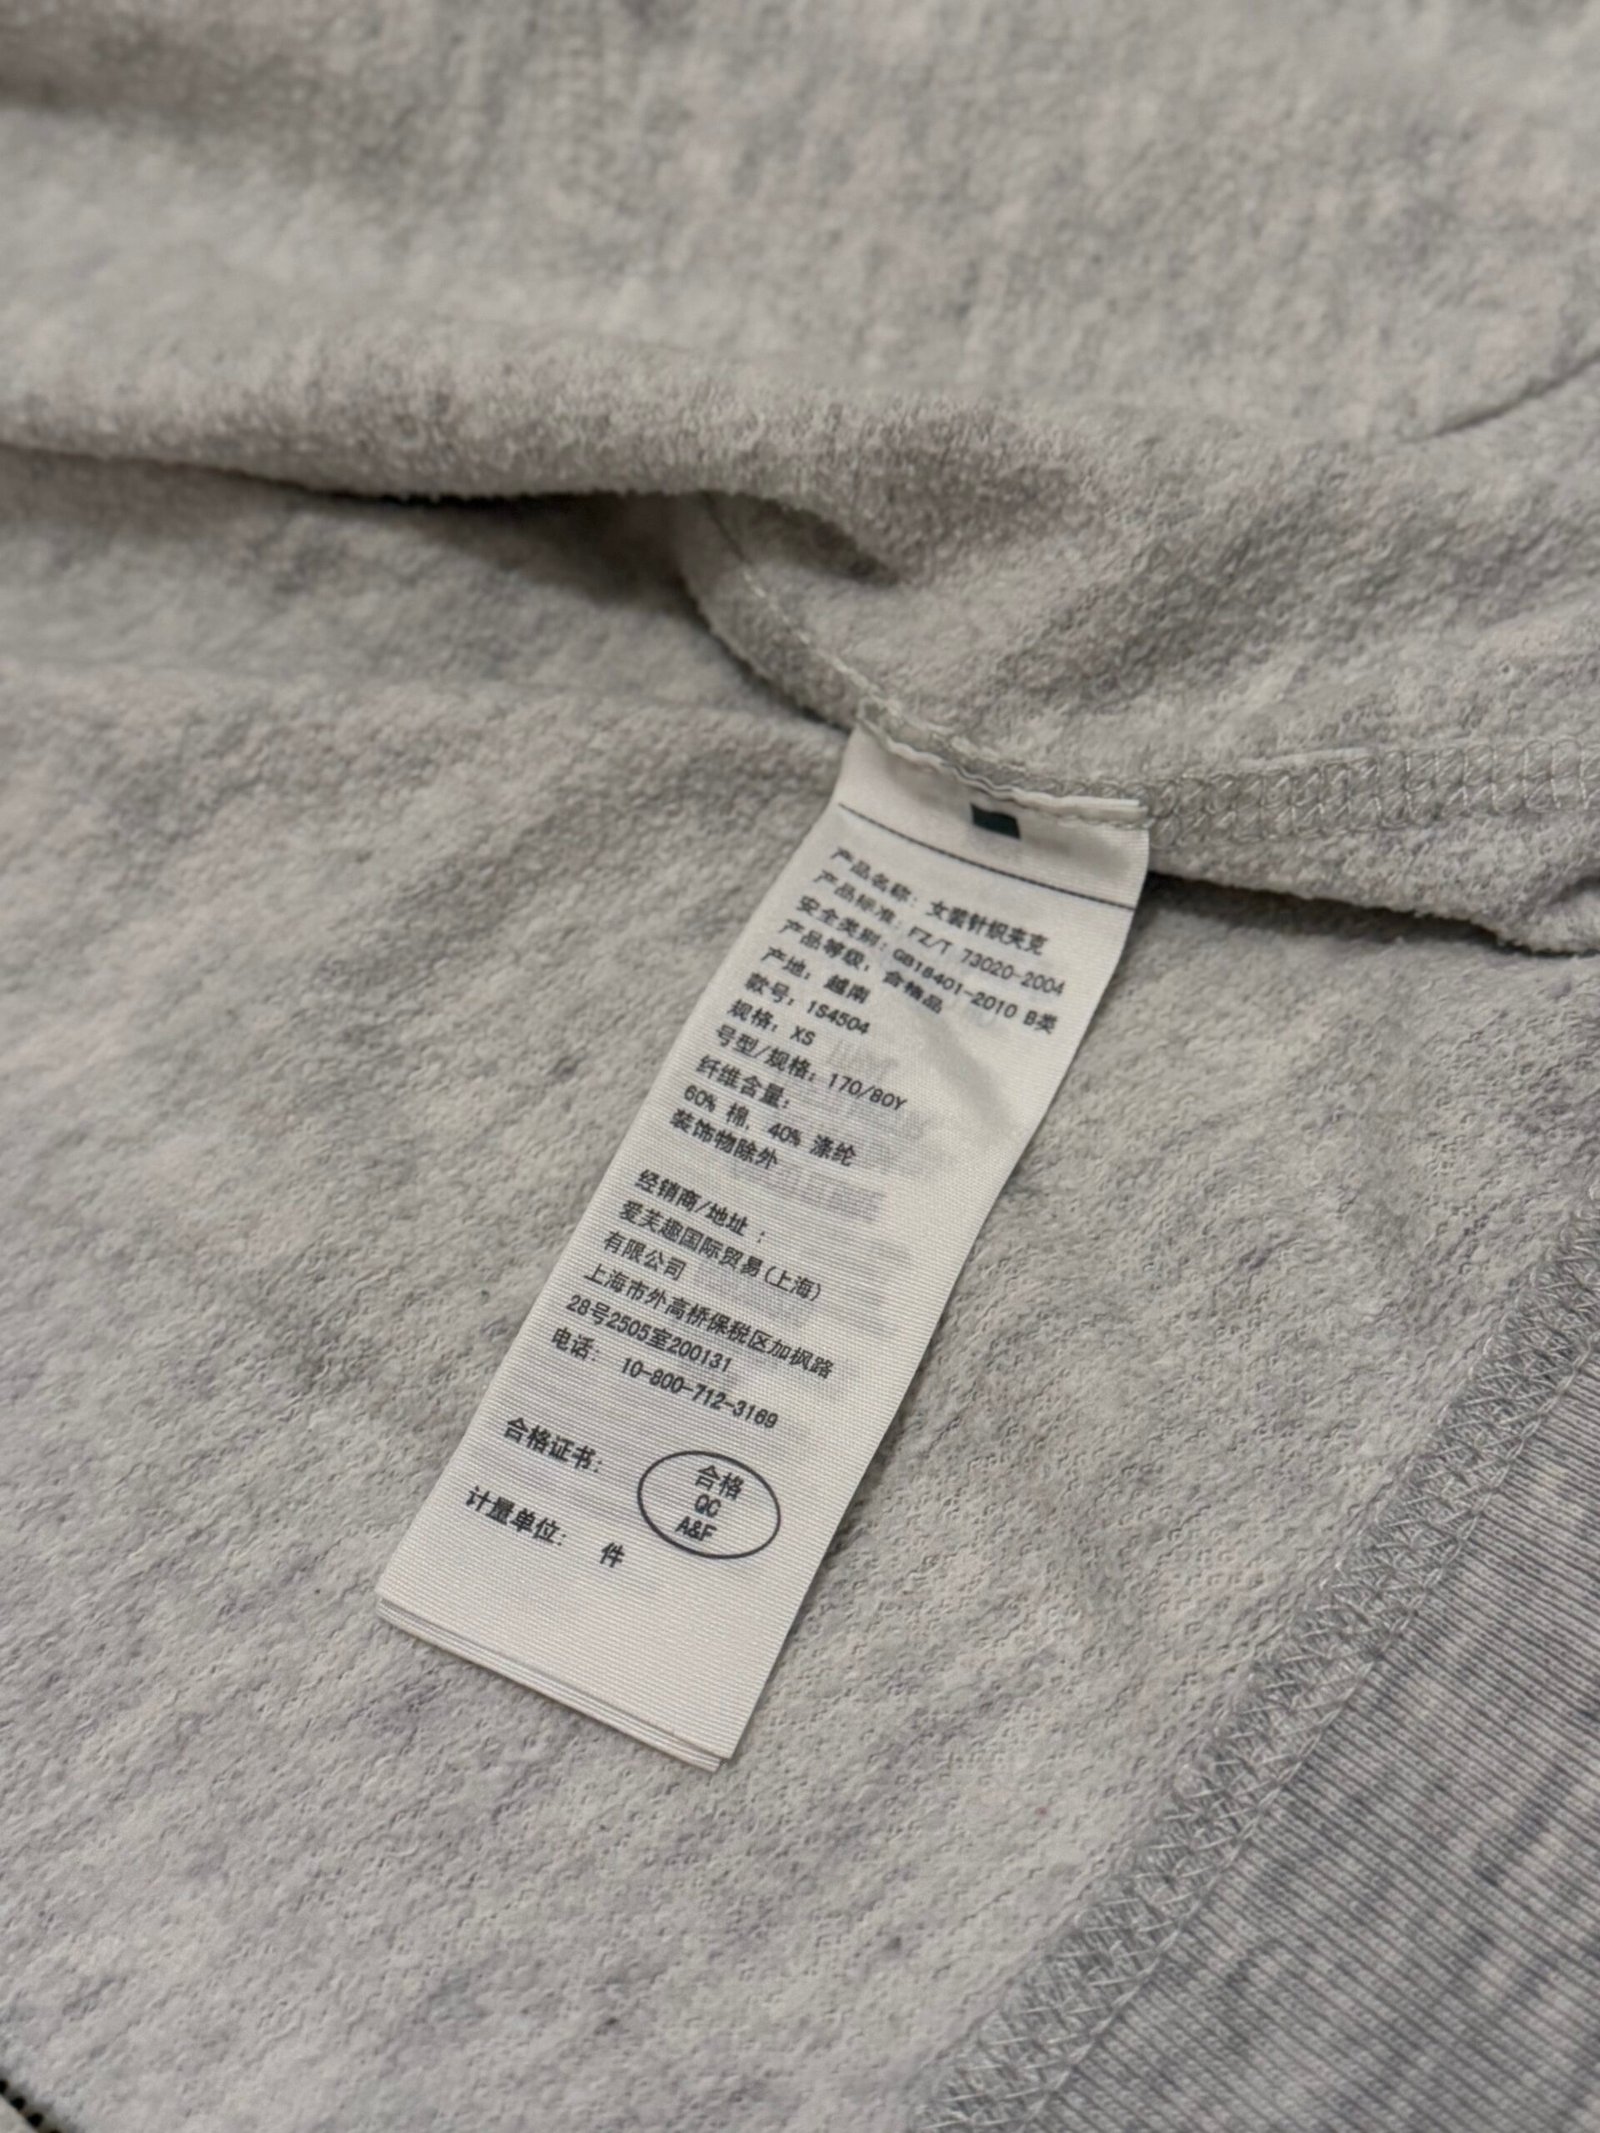 产品名称: 女装针织夹克
产品标准: FZ/T 73020-2004
安全类别: GB18401-2010 B类
产品等级: 合格品
产地: 越南
款号: 1S4504
规格: XS
号型/规格: 170/80Y
纤维含量:
60% 棉, 40% 涤纶
装饰物除外
经销商/地址 :
爱芙趣国际贸易(上海)
有限公司
上海市外高桥保税区加枫路
28号2505室200131
电话: 10-800-712-3169
合格证书: 合格
QC
A&F
计量单位: 件